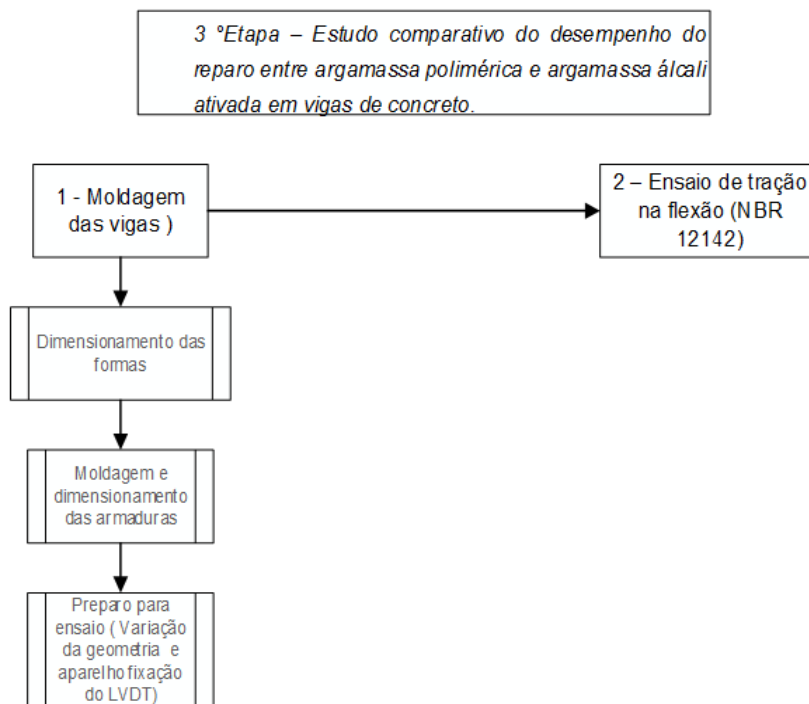 3 °Etapa – Estudo comparativo do desempenho do
reparo entre argamassa polimérica e argamassa álcali
ativada em vigas de concreto.
1 - Moldagem
das vigas )
2 – Ensaio de tração
na flexão (NBR
12142)
Dimensionamento das
formas
Moldagem e
dimensionamento
das armaduras
Preparo para
ensaio ( Variação
da geometria e
aparelho fixação
do LVDT)